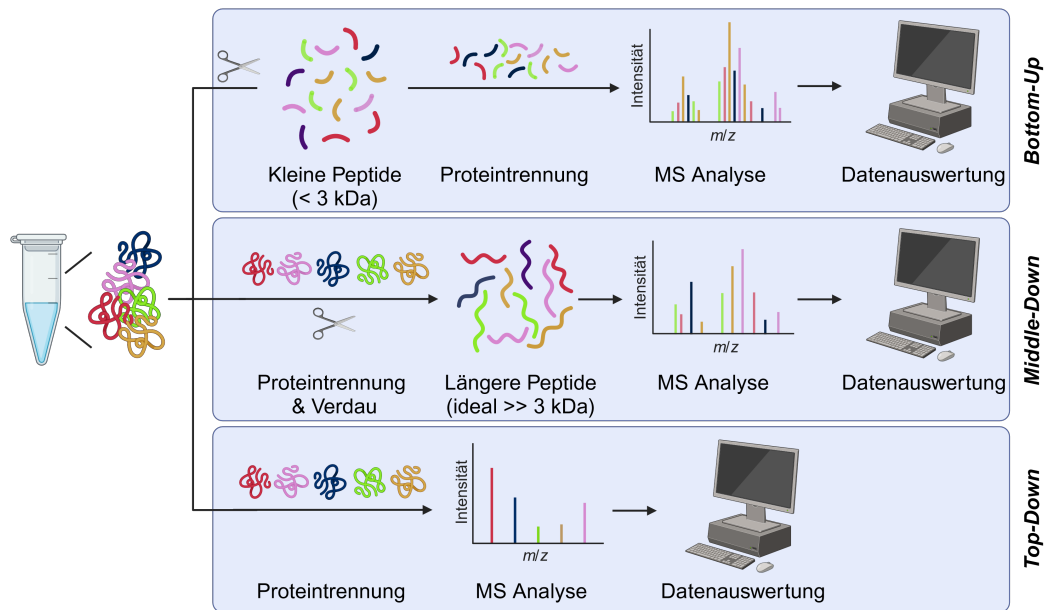 Intensität
m/z
Kleine Peptide
(< 3 kDa)
Proteintrennung
MS Analyse
Datenauswertung
Bottom-Up
Intensität
m/z
Proteintrennung
& Verdau
Längere Peptide
(ideal >> 3 kDa)
MS Analyse
Datenauswertung
Middle-Down
Intensität
m/z
Proteintrennung
MS Analyse
Datenauswertung
Top-Down